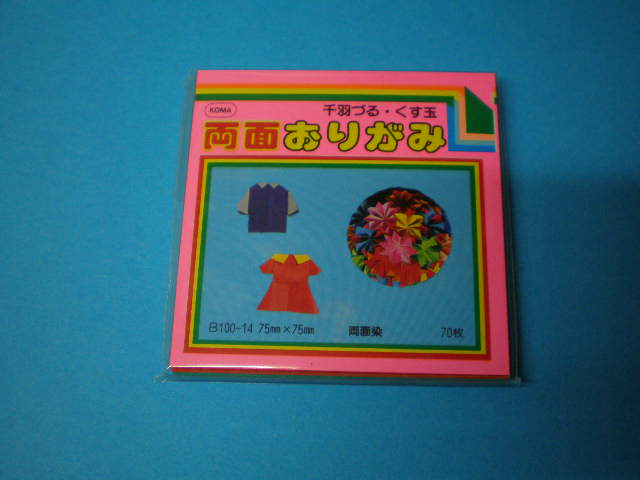 KOMA
千羽づる・くす玉
両面おりがみ
B100-14 75mm×75mm 両面染 70枚